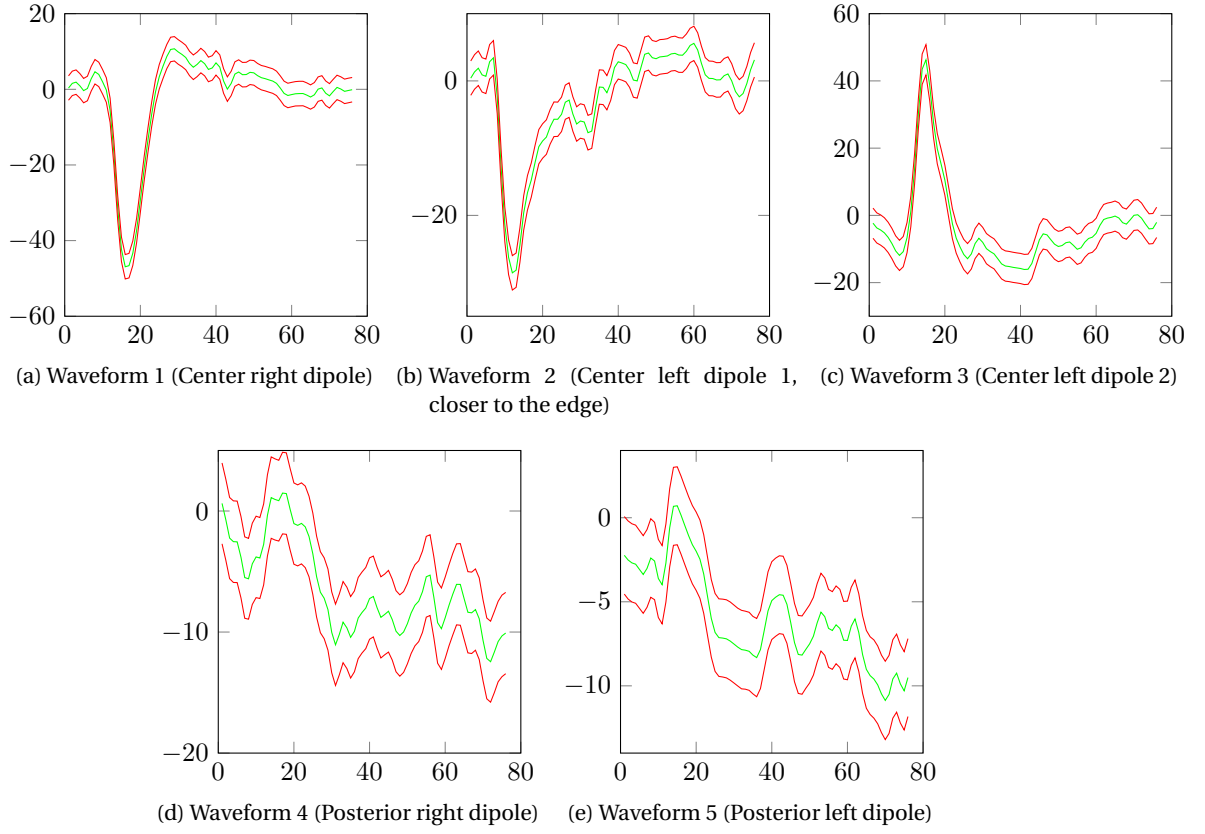 20
0
−20
−40
−60
0 20 40 60 80
(a) Waveform 1 (Center right dipole)
0
−20
0 20 40 60 80
(b) Waveform 2 (Center left dipole 1,
closer to the edge)
60
40
20
0
−20
0 20 40 60 80
(c) Waveform 3 (Center left dipole 2)
0
−10
−20
0 20 40 60 80
(d) Waveform 4 (Posterior right dipole)
0
−5
−10
0 20 40 60 80
(e) Waveform 5 (Posterior left dipole)